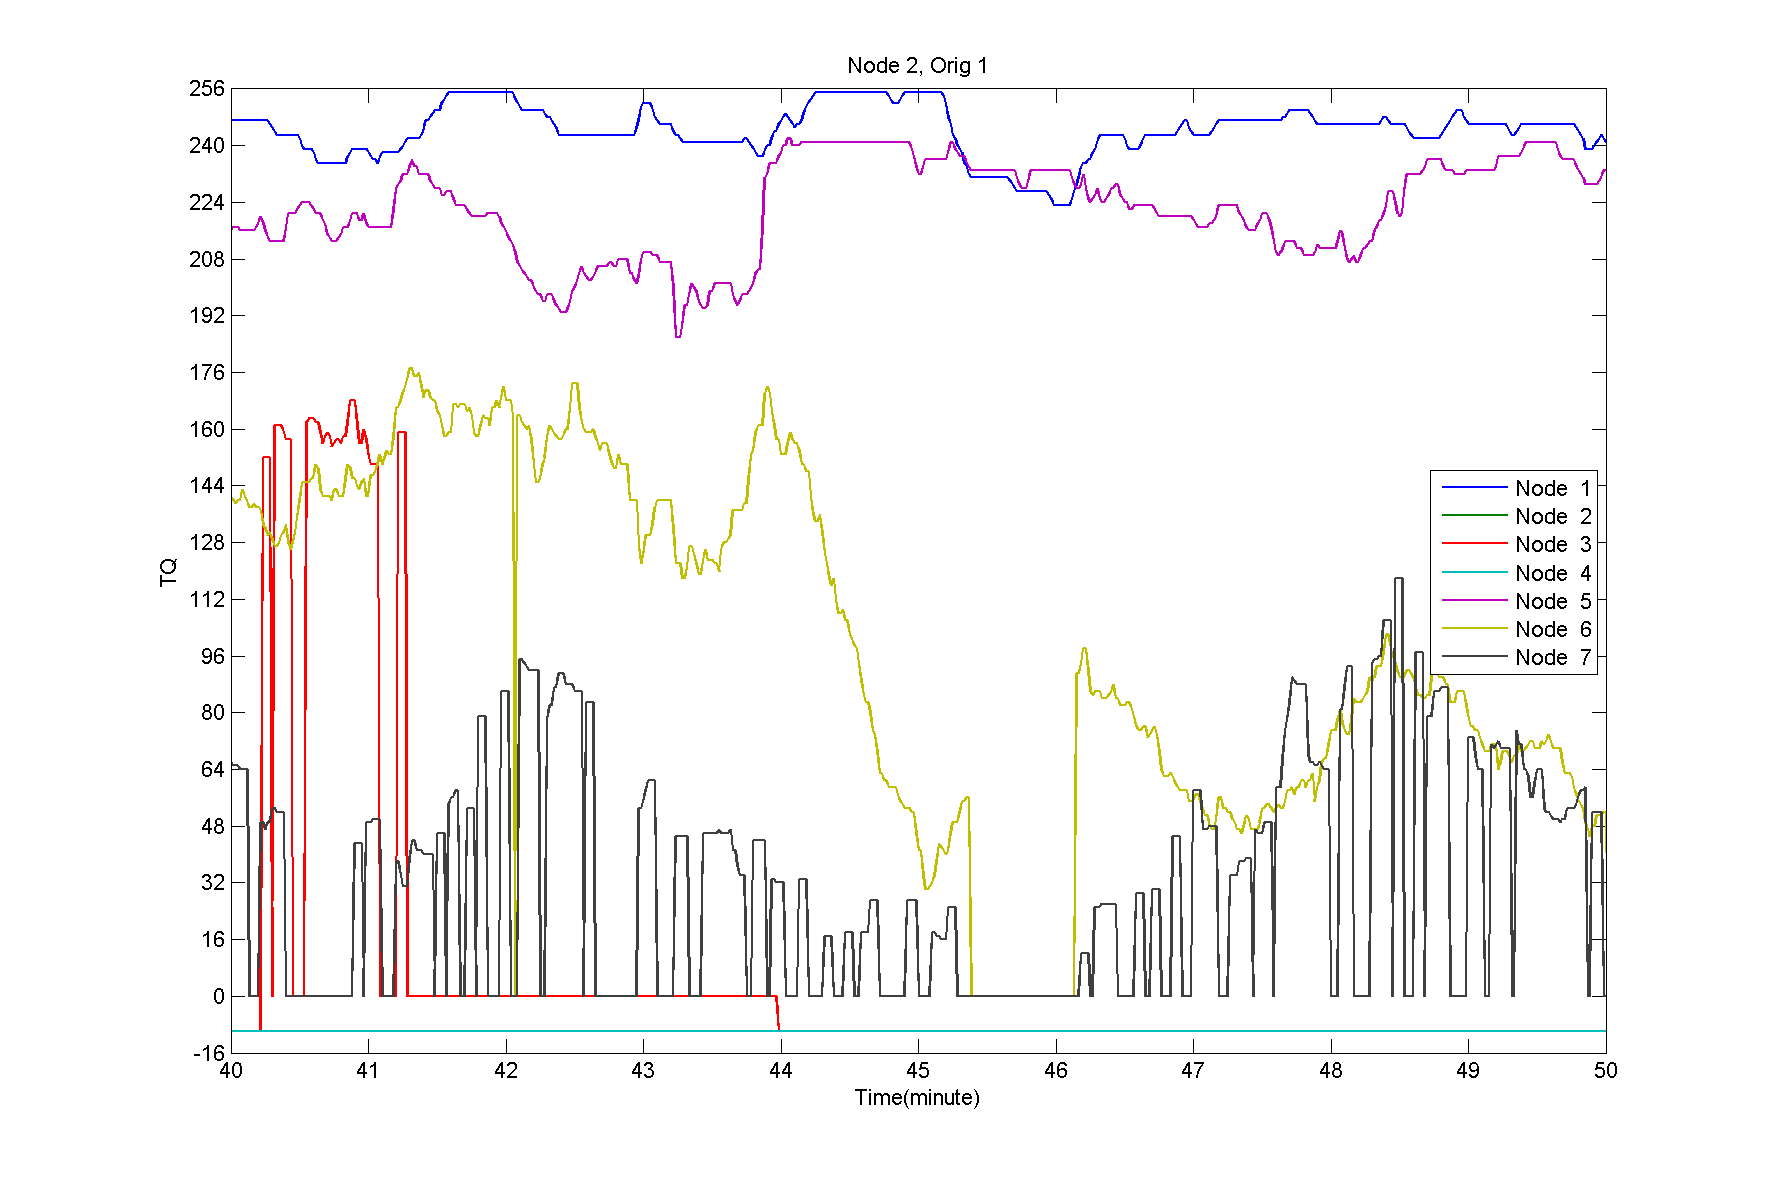 Node 2, Orig 1
256
240
224
208
192
176
160
144
128
112
96
80
64
48
32
16
0
-16
TQ
Node 1
Node 2
Node 3
Node 4
Node 5
Node 6
Node 7
40 41 42 43 44 45 46 47 48 49 50
Time(minute)